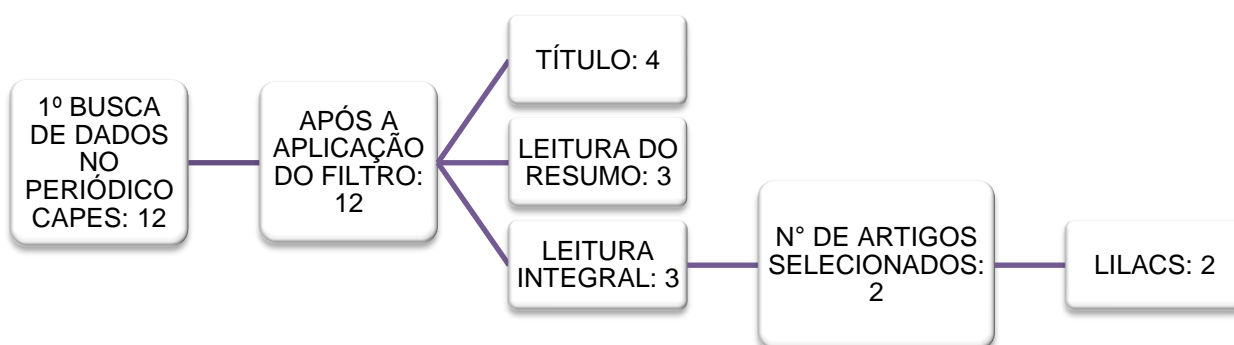 1º BUSCA
DE DADOS
NO
PERIÓDICO
CAPES: 12
APÓS A
APLICAÇÃO
DO FILTRO:
12
TÍTULO: 4
LEITURA DO
RESUMO: 3
LEITURA
INTEGRAL: 3
N° DE ARTIGOS
SELECIONADOS:
2
LILACS: 2